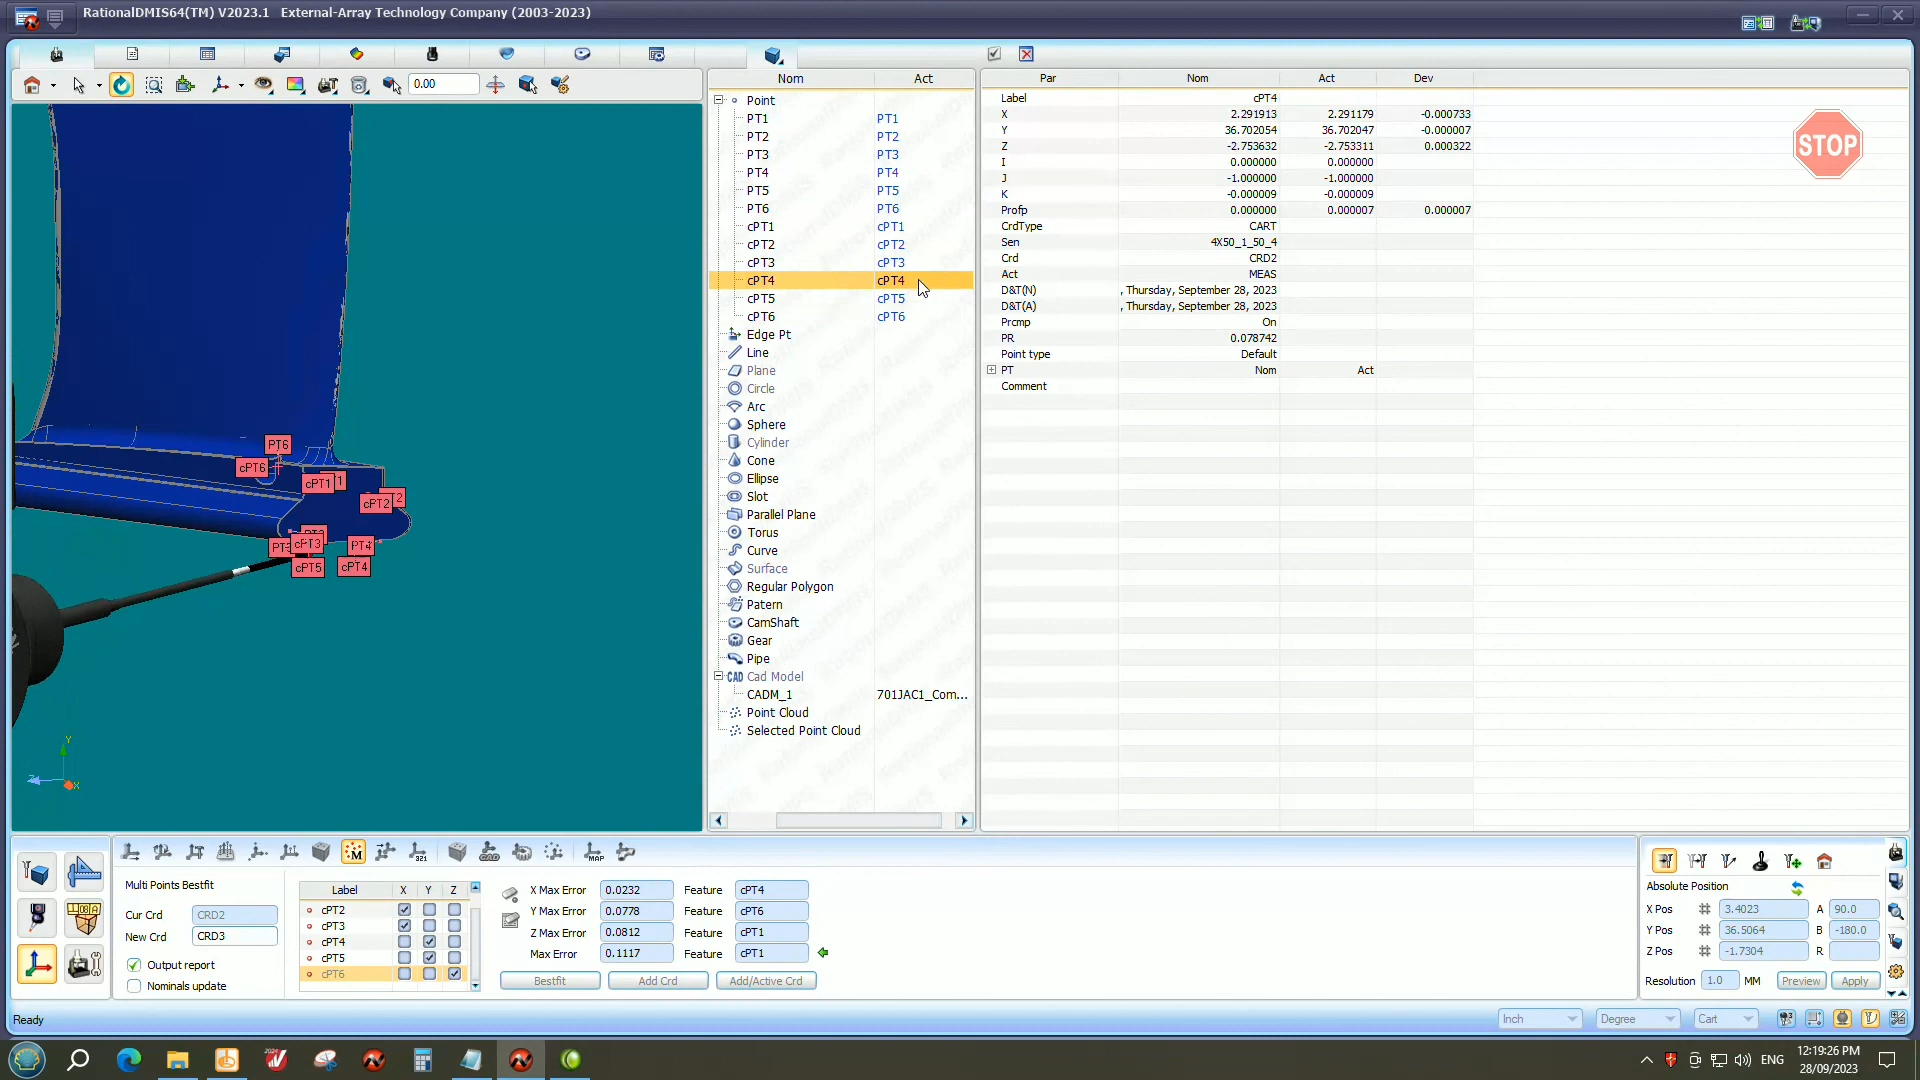 RationalDMIS64(TM) V2023.1 External-Array Technology Company (2003-2023)
0.00
Nom Act
Point
PT1 PT1
PT2 PT2
PT3 PT3
PT4 PT4
PT5 PT5
PT6 PT6
cPT1 cPT1
cPT2 cPT2
cPT3 cPT3
cPT4 cPT4
cPT5 cPT5
cPT6 cPT6
Edge Pt
Line
Plane
Circle
Arc
Sphere
Cylinder
Cone
Ellipse
Slot
Parallel Plane
Torus
Curve
Surface
Regular Polygon
Patern
CamShaft
Gear
Pipe
CAD Cad Model
CADM_1 701JAC1_Com...
Point Cloud
Selected Point Cloud
Par Nom Act Dev
Label cPT4
X 2.291913 2.291179 -0.000733
Y 36.702054 36.702047 -0.000007
Z -2.753632 -2.753311 0.000322
I 0.000000 0.000000
J -1.000000 -1.000000
K -0.000009 -0.000009
Profp 0.000000 0.000007 0.000007
CrdType CART
Sen 4X50_1_50_4
Crd CRD2
Act MEAS
D&T(N) , Thursday, September 28, 2023
D&T(A) , Thursday, September 28, 2023
Prcmp On
PR 0.078742
Point type Default
PT Nom Act
Comment
STOP
PT6
cPT6
cPT1 1
cPT2 2
cPT3
PT4
cPT5
cPT4
Y
X
Multi Points Bestfit
Cur Crd CRD2
New Crd CRD3
Output report
Nominals update
Label X Y Z
cPT2
cPT3
cPT4
cPT5
cPT6
X Max Error 0.0232 Feature cPT4
Y Max Error 0.0778 Feature cPT6
Z Max Error 0.0812 Feature cPT1
Max Error 0.1117 Feature cPT1
Bestfit Add Crd Add/Active Crd
Absolute Position
X Pos 3.4023 A 90.0
Y Pos 36.5064 B -180.0
Z Pos -1.7304 R
Resolution 1.0 MM Preview Apply
Ready
Inch Degree Cart
ENG
12:19:26 PM
28/09/2023